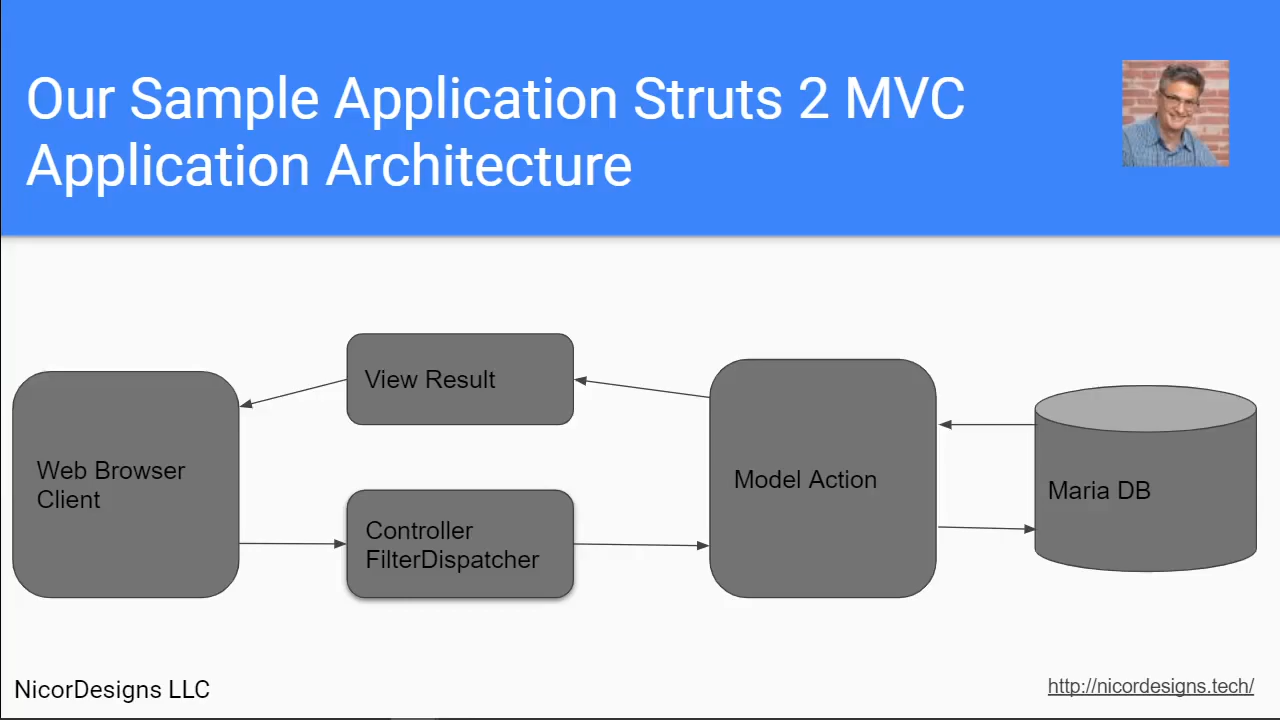 Our Sample Application Struts 2 MVC
Application Architecture
View Result
Web Browser
Client
Model Action
Maria DB
Controller
FilterDispatcher
NicorDesigns LLC
http://nicordesigns.tech/